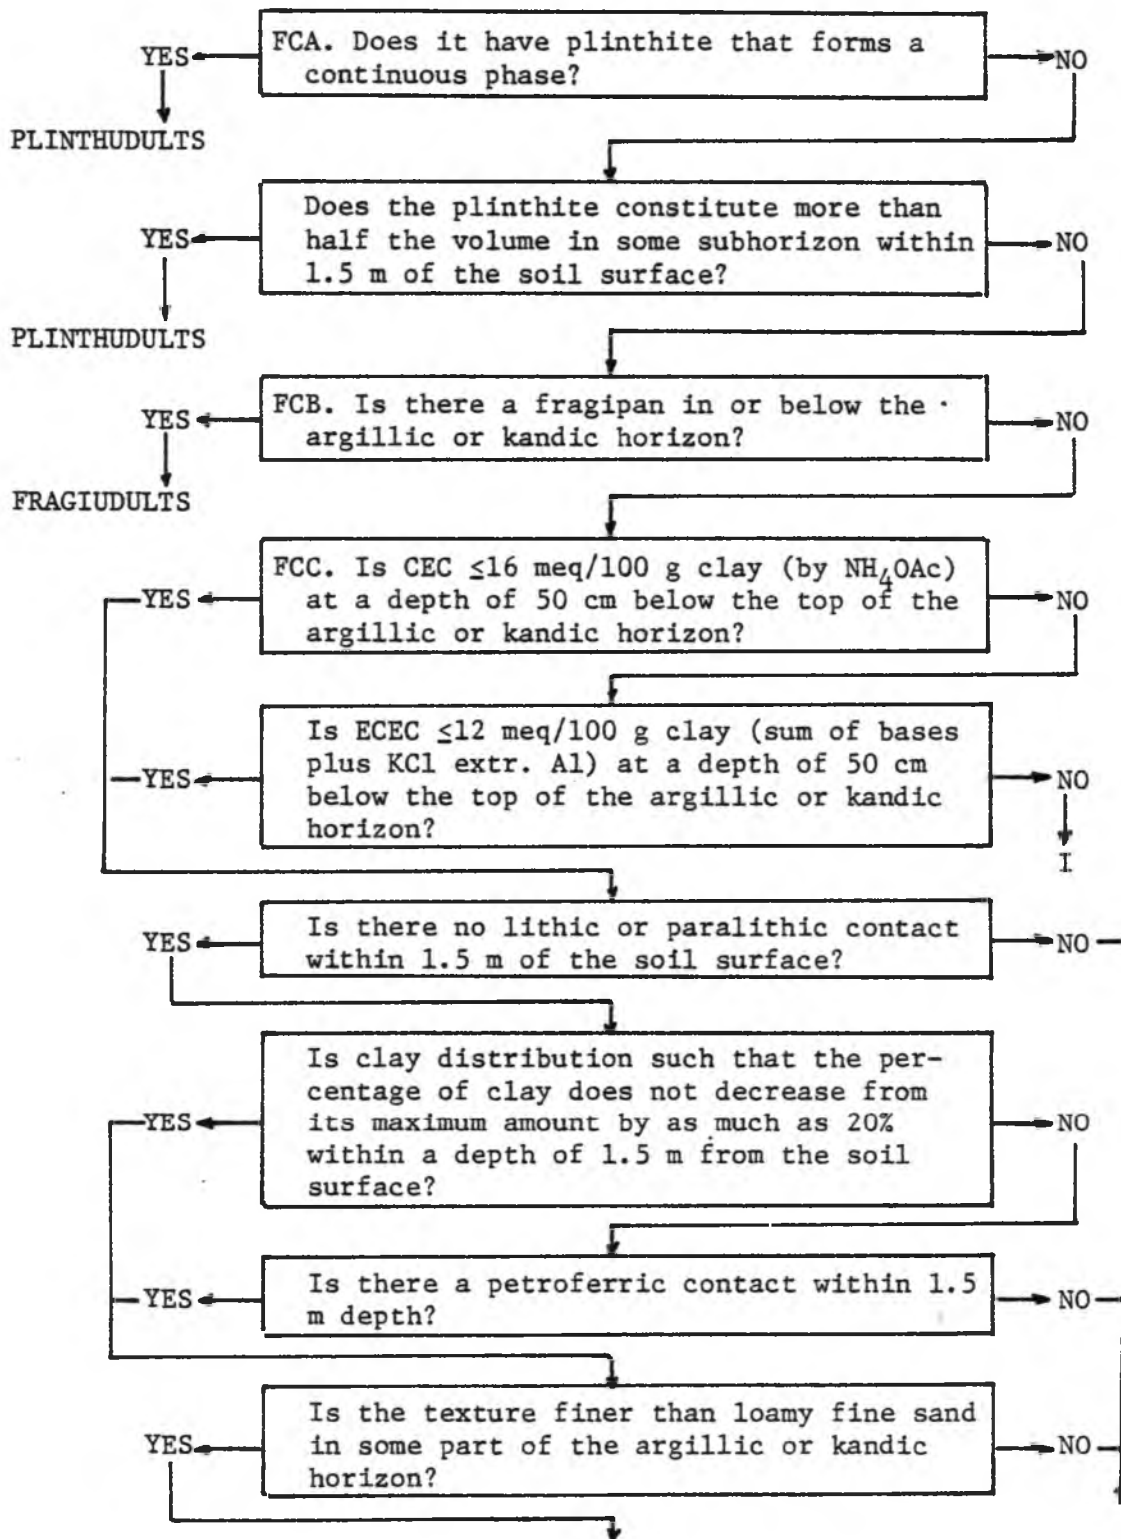 FCA. Does it have plinthite that forms a
continuous phase?
YES
NO
PLINTHUDULTS
Does the plinthite constitute more than
half the volume in some subhorizon within
1.5 m of the soil surface?
YES
NO
PLINTHUDULTS
FCB. Is there a fragipan in or below the
argillic or kandic horizon?
YES
NO
FRAGIUDULTS
FCC. Is CEC ≤16 meq/100 g clay (by NH₄OAc)
at a depth of 50 cm below the top of the
argillic or kandic horizon?
YES
NO
Is ECEC ≤12 meq/100 g clay (sum of bases
plus KCl extr. Al) at a depth of 50 cm
below the top of the argillic or kandic
horizon?
YES
NO
I
Is there no lithic or paralithic contact
within 1.5 m of the soil surface?
YES
NO
Is clay distribution such that the per-
centage of clay does not decrease from
its maximum amount by as much as 20%
within a depth of 1.5 m from the soil
surface?
YES
NO
Is there a petroferric contact within 1.5
m depth?
YES
NO
Is the texture finer than loamy fine sand
in some part of the argillic or kandic
horizon?
YES
NO